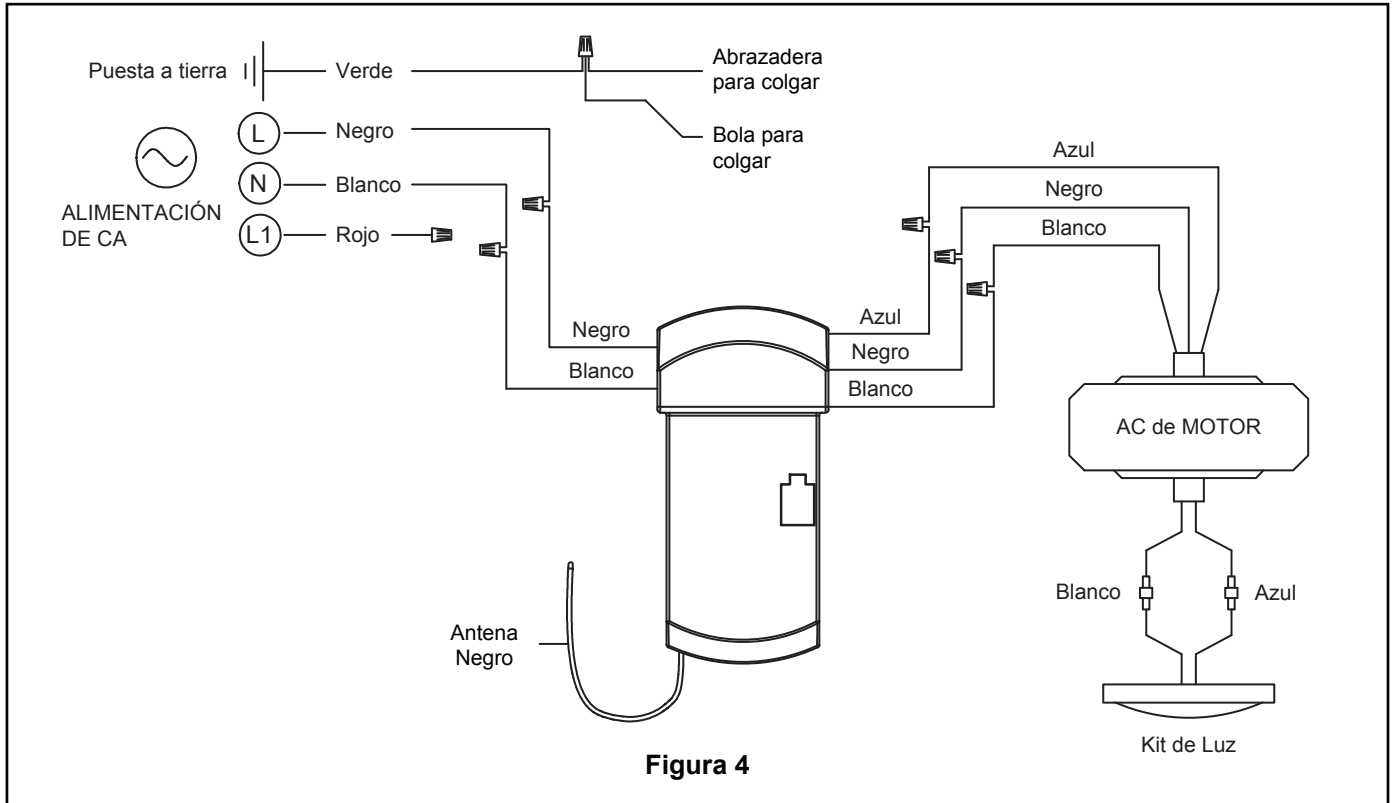 Puesta a tierra
Verde
Abrazadera
para colgar
Bola para
colgar
L
Negro
N
Blanco
L1
Rojo
ALIMENTACIÓN
DE CA
Azul
Negro
Blanco
Negro
Blanco
Azul
Negro
Blanco
AC de MOTOR
Blanco
Azul
Antena
Negro
Kit de Luz
Figura 4